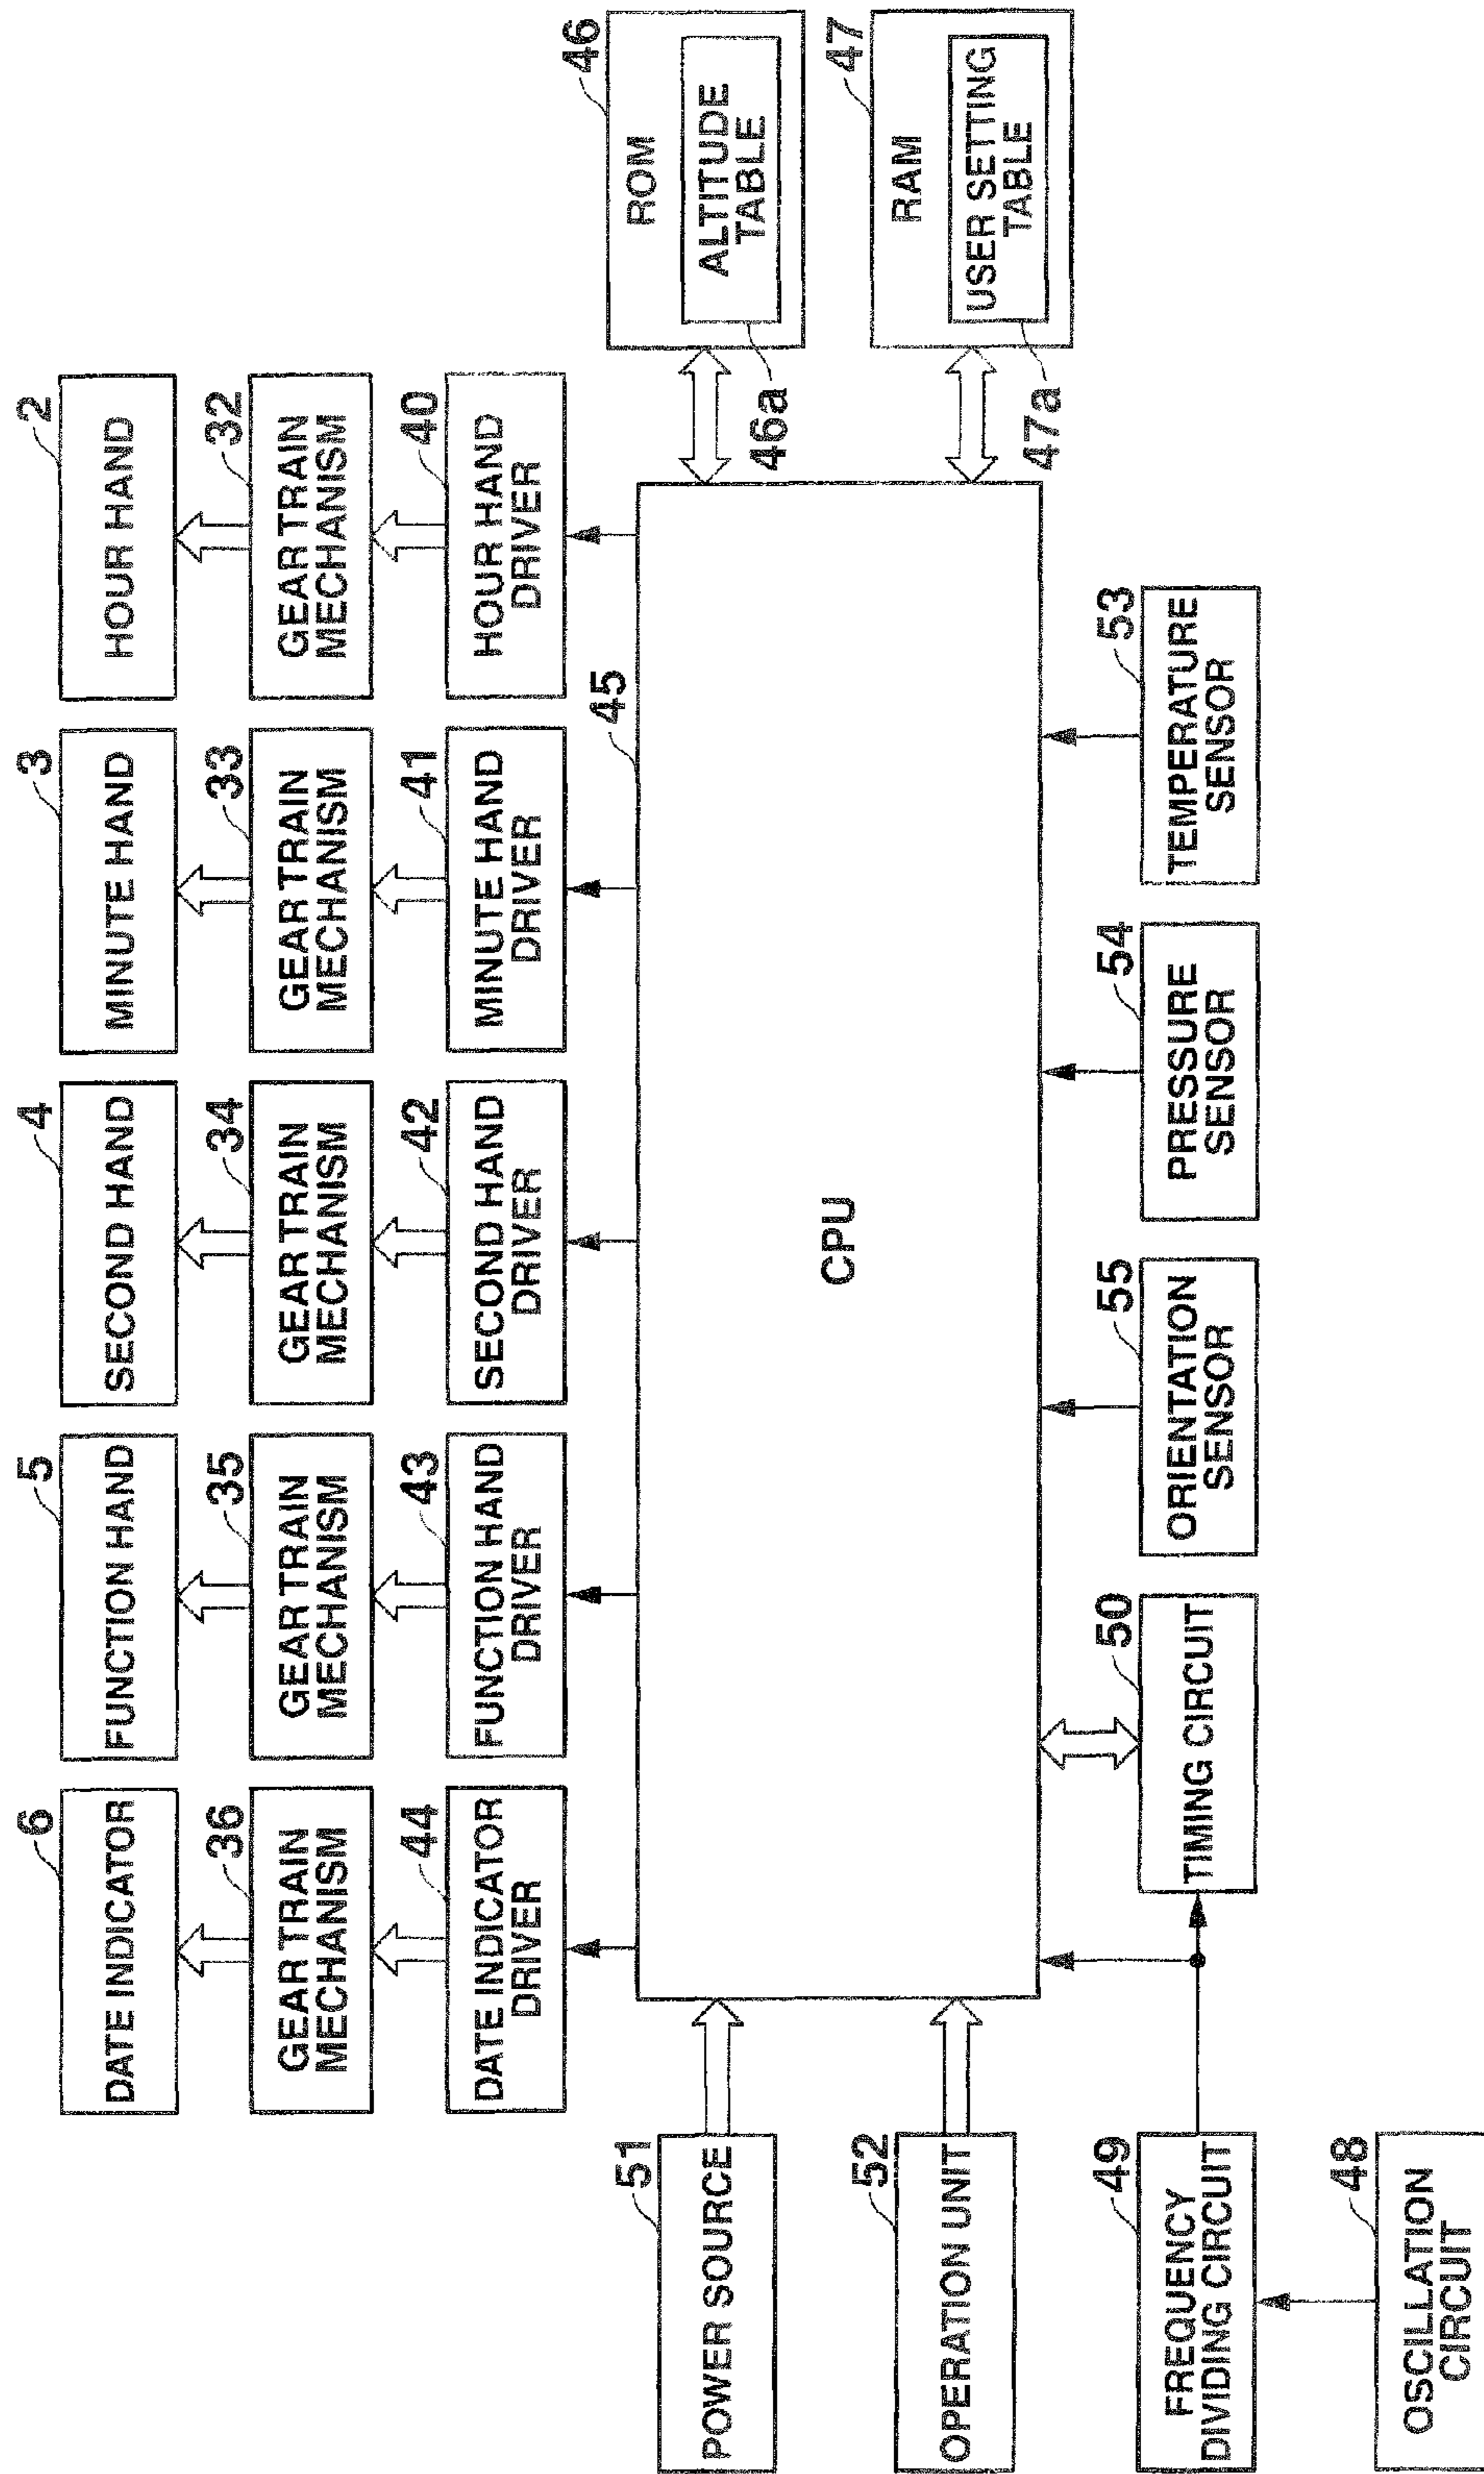 6
DATE INDICATOR
5
FUNCTION HAND
4
SECOND HAND
3
MINUTE HAND
2
HOUR HAND
36
GEAR TRAIN
MECHANISM
35
GEAR TRAIN
MECHANISM
34
GEAR TRAIN
MECHANISM
33
GEAR TRAIN
MECHANISM
32
GEAR TRAIN
MECHANISM
44
DATE INDICATOR
DRIVER
43
FUNCTION HAND
DRIVER
42
SECOND HAND
DRIVER
41
MINUTE HAND
DRIVER
40
HOUR HAND
DRIVER
51
POWER SOURCE
52
OPERATION UNIT
45
CPU
46
ROM
ALTITUDE
TABLE
46a
47
RAM
USER SETTING
TABLE
47a
49
FREQUENCY
DIVIDING CIRCUIT
50
TIMING CIRCUIT
55
ORIENTATION
SENSOR
54
PRESSURE
SENSOR
53
TEMPERATURE
SENSOR
48
OSCILLATION
CIRCUIT